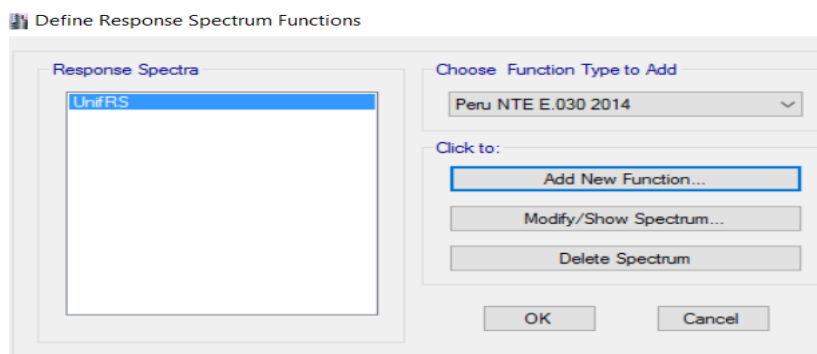 Define Response Spectrum Functions
Response Spectra
UnifRS
Choose Function Type to Add
Peru NTE E.030 2014
Click to:
Add New Function...
Modify/Show Spectrum...
Delete Spectrum
OK
Cancel